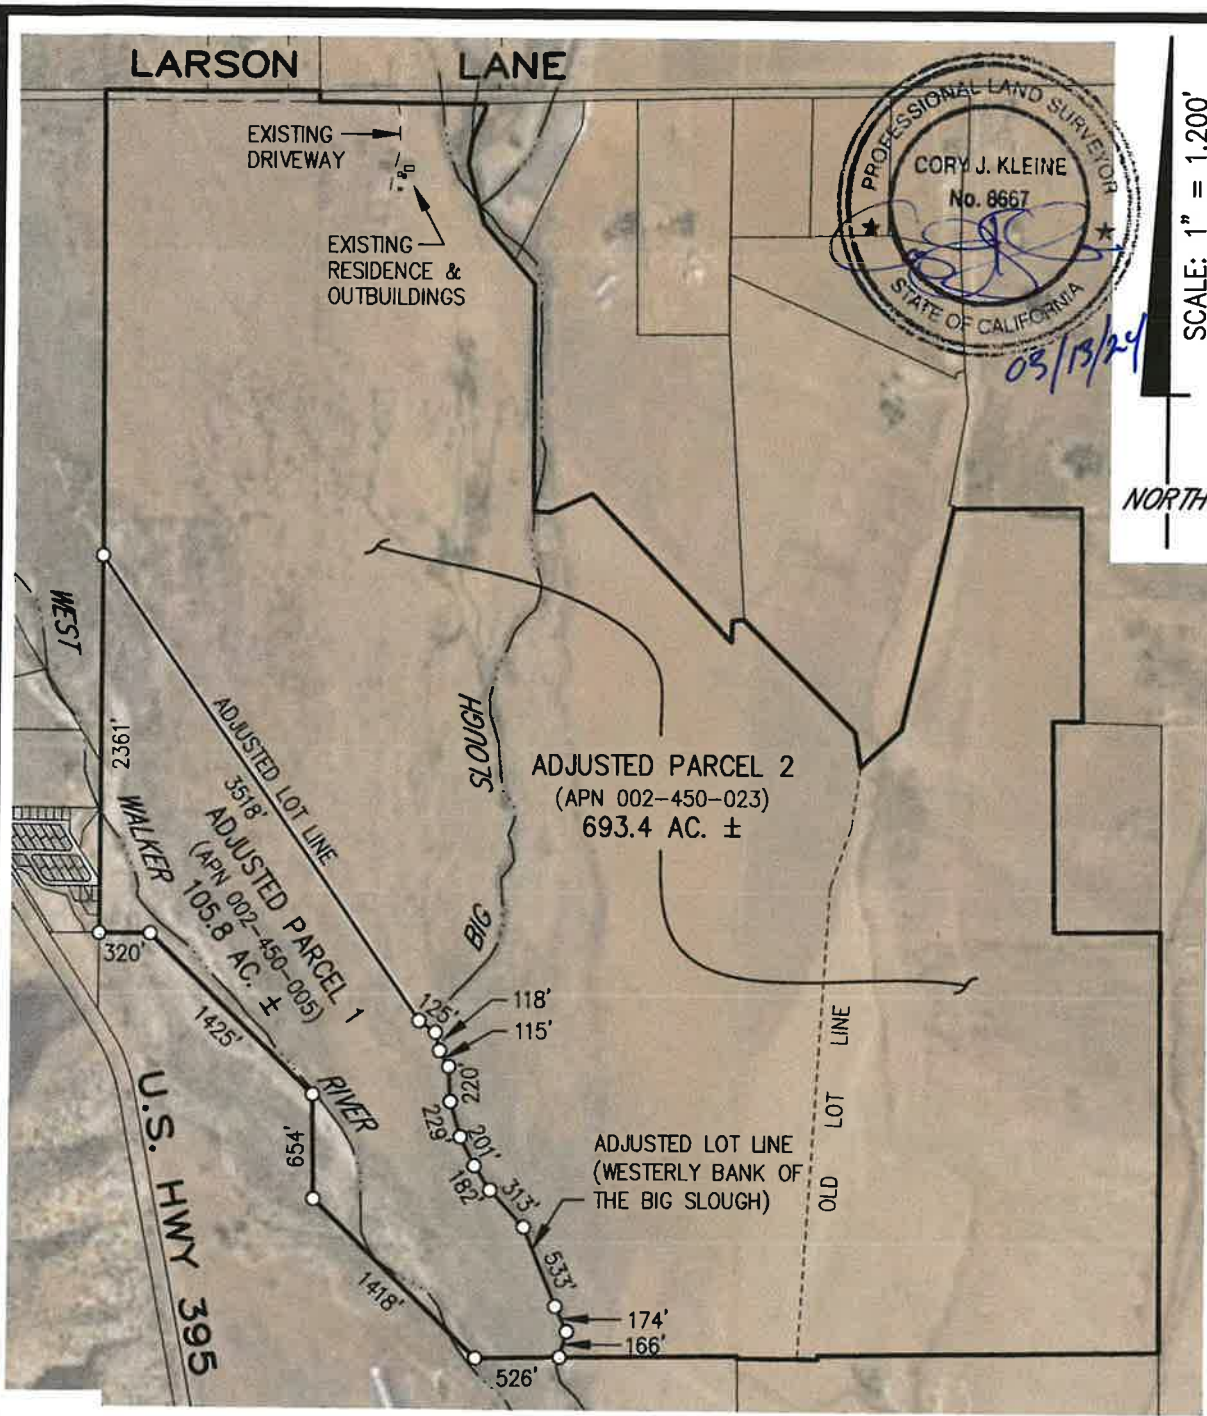 LARSON LANE
EXISTING
DRIVEWAY
EXISTING
RESIDENCE &
OUTBUILDINGS
PROFESSIONAL LAND SURVEYOR
CORY J. KLEINE
No. 8667
STATE OF CALIFORNIA
03/13/24
SCALE: 1" = 1,200'
NORTH
WEST
WALKER
RIVER
2361'
ADJUSTED LOT LINE
3518'
ADJUSTED PARCEL 1
(APN 002-450-005)
105.8 AC. ±
BIG
SLOUGH
ADJUSTED PARCEL 2
(APN 002-450-023)
693.4 AC. ±
320'
1425'
654'
1418'
526'
125'
118'
115'
220'
229'
201'
182'
313'
533'
174'
166'
ADJUSTED LOT LINE
(WESTERLY BANK OF
THE BIG SLOUGH)
OLD LOT LINE
U.S. HWY 395